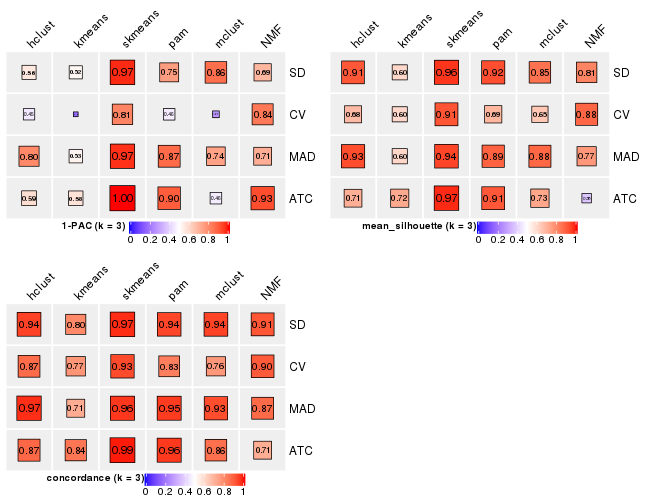 hclust kmeans skmeans pam mclust NMF
0.56 0.52 0.97 0.75 0.86 0.69 SD
0.45 0.81 0.46 0.84 CV
0.80 0.53 0.97 0.87 0.74 0.71 MAD
0.59 0.58 1.00 0.90 0.46 0.93 ATC
1-PAC (k = 3)
0 0.2 0.4 0.6 0.8 1
hclust kmeans skmeans pam mclust NMF
0.91 0.60 0.96 0.92 0.85 0.81 SD
0.68 0.60 0.91 0.69 0.65 0.88 CV
0.93 0.60 0.94 0.89 0.88 0.77 MAD
0.71 0.72 0.97 0.91 0.73 ATC
mean_silhouette (k = 3)
0 0.2 0.4 0.6 0.8 1
hclust kmeans skmeans pam mclust NMF
0.94 0.80 0.97 0.94 0.94 0.91 SD
0.87 0.77 0.93 0.83 0.76 0.90 CV
0.97 0.71 0.96 0.95 0.93 0.87 MAD
0.87 0.84 0.99 0.96 0.86 0.71 ATC
concordance (k = 3)
0 0.2 0.4 0.6 0.8 1